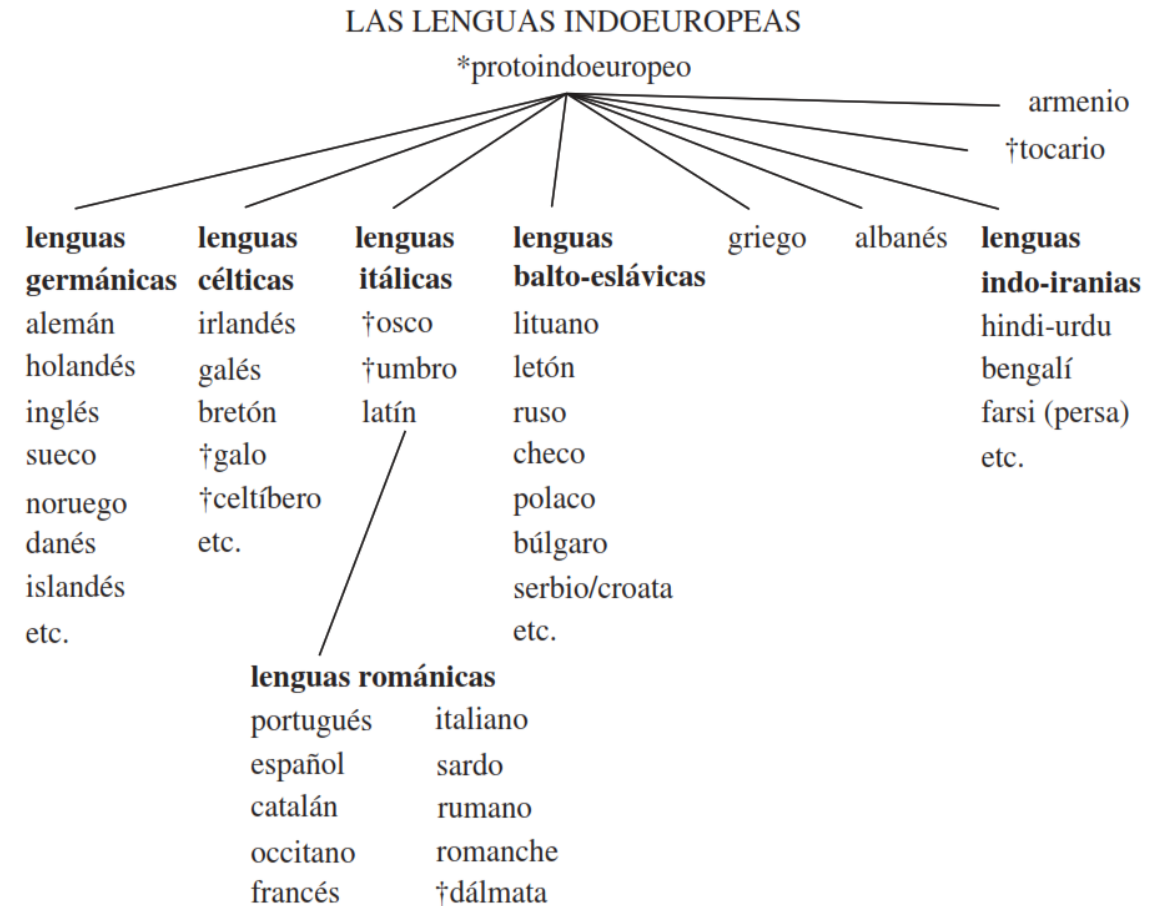 LAS LENGUAS INDOEUROPEAS
*protoindoeuropeo
armenio
†tocario
lenguas
germánicas
alemán
holandés
inglés
sueco
noruego
danés
islandés
etc.
lenguas
célticas
irlandés
galés
bretón
†galo
†celtíbero
etc.
lenguas
itálicas
†osco
†umbro
latín
lenguas
balto-eslávicas
lituano
letón
ruso
checo
polaco
búlgaro
serbio/croata
etc.
griego
albanés
lenguas
indo-iranias
hindi-urdu
bengalí
farsi (persa)
etc.
lenguas románicas
portugués
español
catalán
occitano
francés
italiano
sardo
rumano
romanche
†dálmata